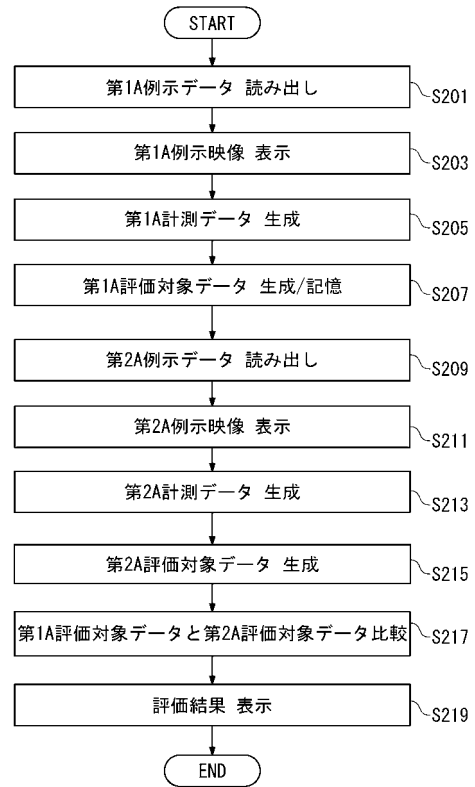 START
第1A例示データ 読み出し
S201
第1A例示映像 表示
S203
第1A計測データ 生成
S205
第1A評価対象データ 生成/記憶
S207
第2A例示データ 読み出し
S209
第2A例示映像 表示
S211
第2A計測データ 生成
S213
第2A評価対象データ 生成
S215
第1A評価対象データと第2A評価対象データ比較
S217
評価結果 表示
S219
END